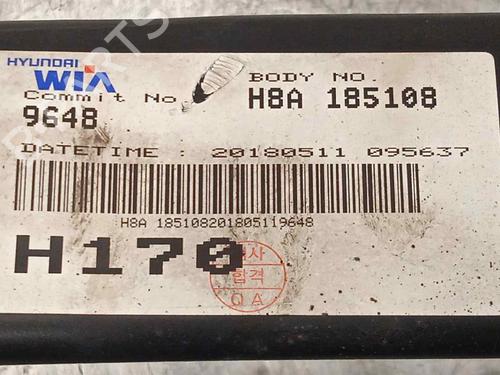 HYUNDAI
WIA
Commit No
BODY NO.
9648
H8A 185108
DATETIME : 20180511 095637
H8A 185108201805119648
H170
검사
합격
QA